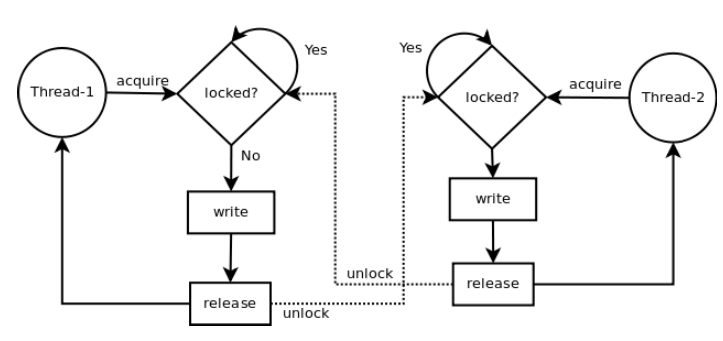 Yes
Yes
Thread-1
acquire
locked?
locked?
acquire
Thread-2
No
write
write
unlock
release
release
unlock